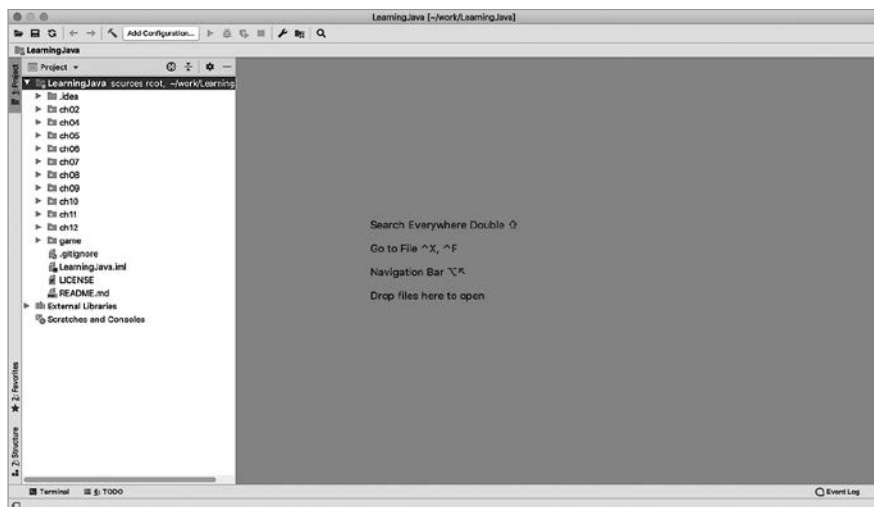 LearningJava [~/work/LearningJava]
Add Configuration...
LearningJava
1: Project
Project
LearningJava sources root, ~/work/Learning
.idea
ch02
ch04
ch05
ch06
ch07
ch08
ch09
ch10
ch11
ch12
game
.gitignore
LearningJava.iml
LICENSE
README.md
External Libraries
Scratches and Consoles
Search Everywhere Double ⇧
Go to File ^X, ^F
Navigation Bar ⌥↖
Drop files here to open
2: Favorites
Z: Structure
Terminal
6: TODO
Event Log